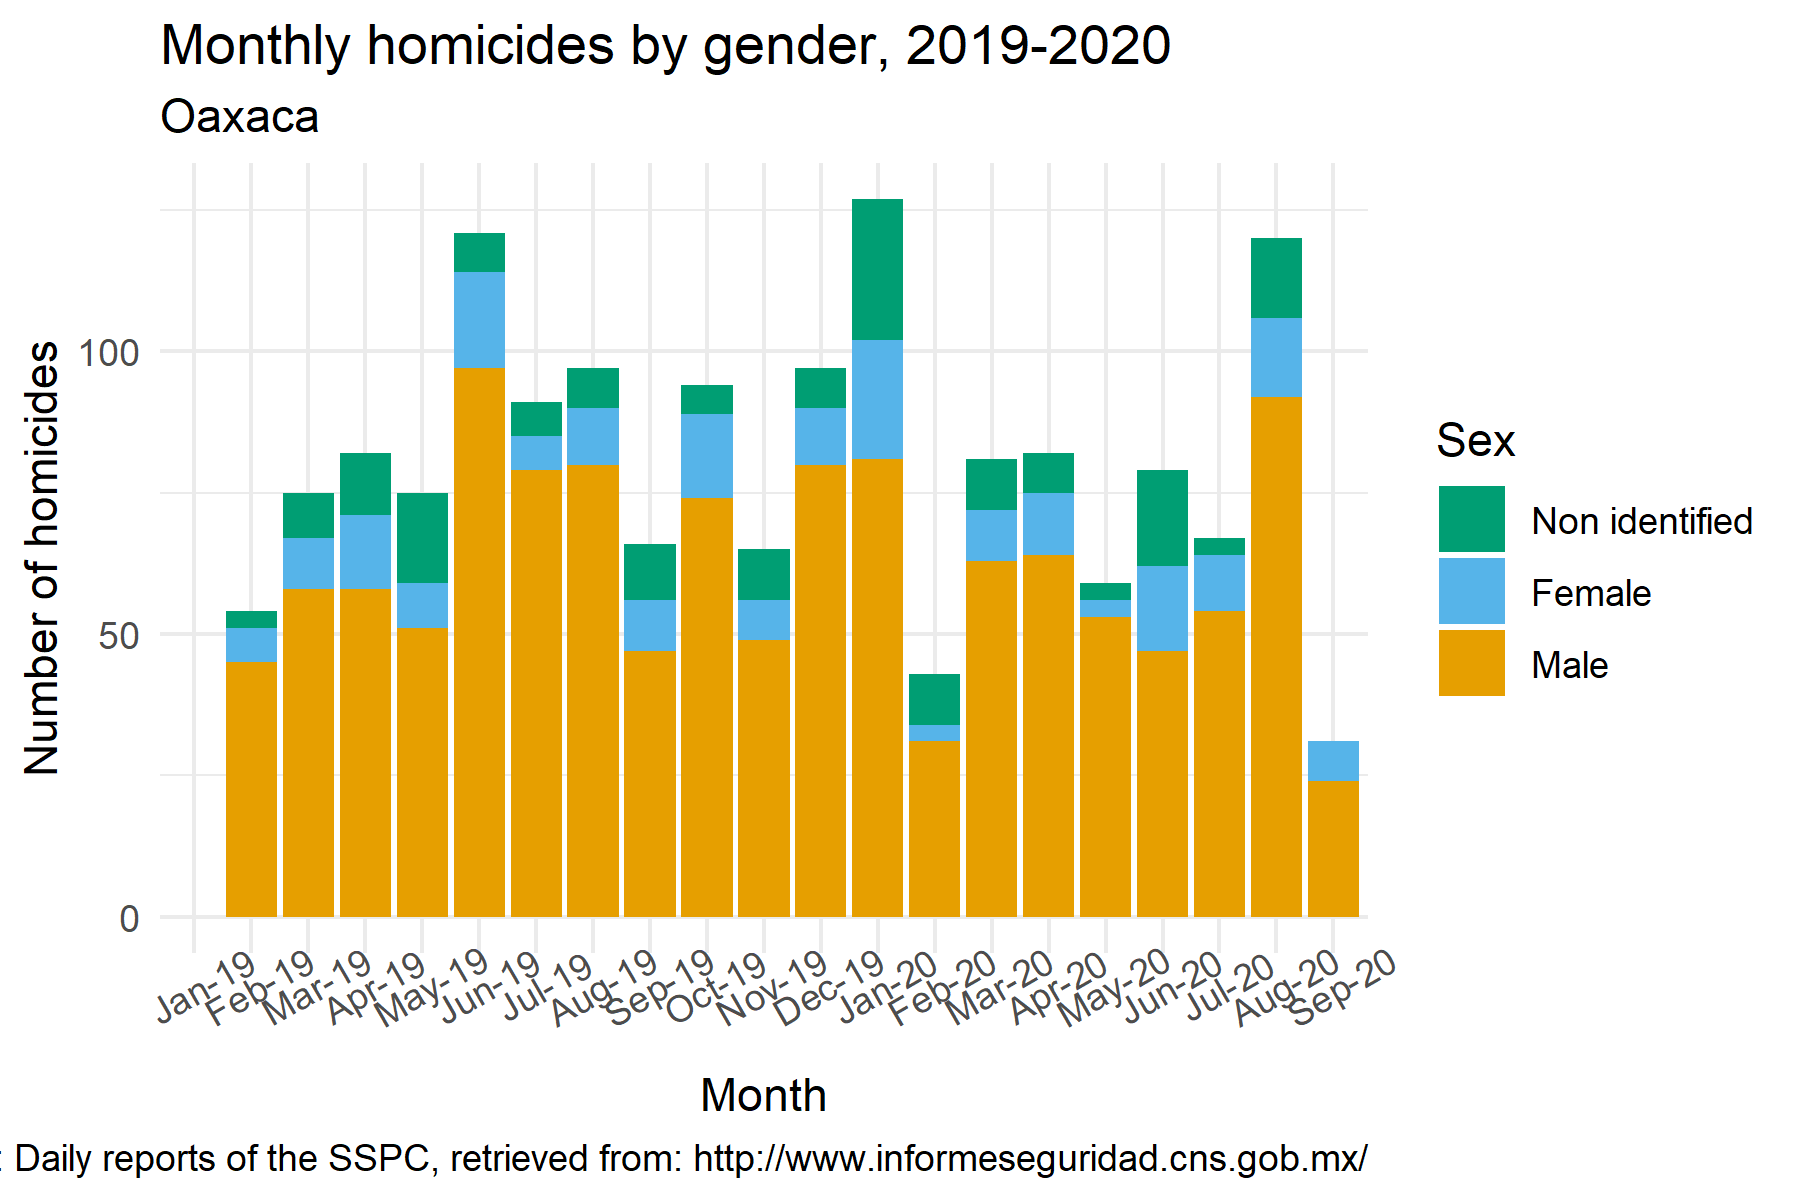 Monthly homicides by gender, 2019-2020
Oaxaca
Number of homicides
100
50
0
Sex
Non identified
Female
Male
Jan-19
Feb-19
Mar-19
Apr-19
May-19
Jun-19
Jul-19
Aug-19
Sep-19
Oct-19
Nov-19
Dec-19
Jan-20
Feb-20
Mar-20
Apr-20
May-20
Jun-20
Jul-20
Aug-20
Sep-20
Month
: Daily reports of the SSPC, retrieved from: http://www.informeseguridad.cns.gob.mx/